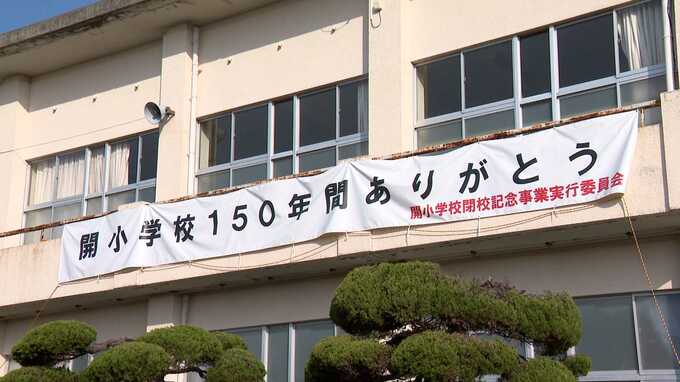 開小学校150年間ありがとう
開小学校閉校記念事業実行委員会